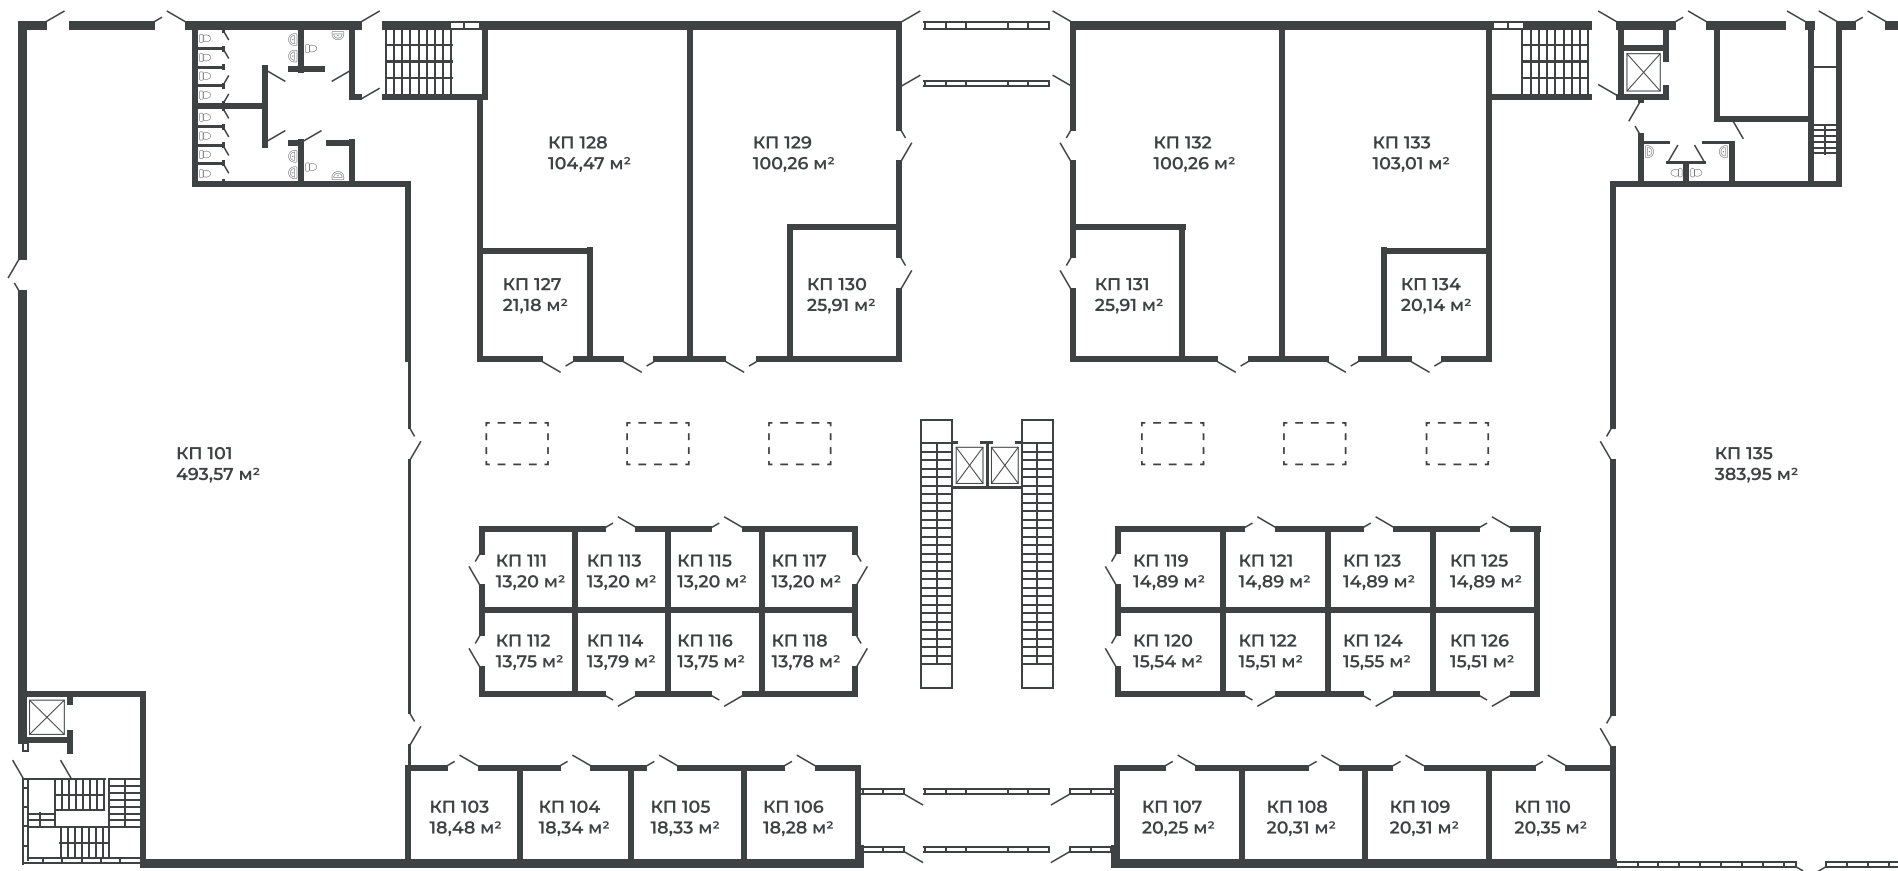 КП 128
104,47 м²
КП 129
100,26 м²
КП 132
100,26 м²
КП 133
103,01 м²
КП 127
21,18 м²
КП 130
25,91 м²
КП 131
25,91 м²
КП 134
20,14 м²
КП 101
493,57 м²
КП 135
383,95 м²
КП 111
13,20 м²
КП 113
13,20 м²
КП 115
13,20 м²
КП 117
13,20 м²
КП 119
14,89 м²
КП 121
14,89 м²
КП 123
14,89 м²
КП 125
14,89 м²
КП 112
13,75 м²
КП 114
13,79 м²
КП 116
13,75 м²
КП 118
13,78 м²
КП 120
15,54 м²
КП 122
15,51 м²
КП 124
15,55 м²
КП 126
15,51 м²
КП 103
18,48 м²
КП 104
18,34 м²
КП 105
18,33 м²
КП 106
18,28 м²
КП 107
20,25 м²
КП 108
20,31 м²
КП 109
20,31 м²
КП 110
20,35 м²